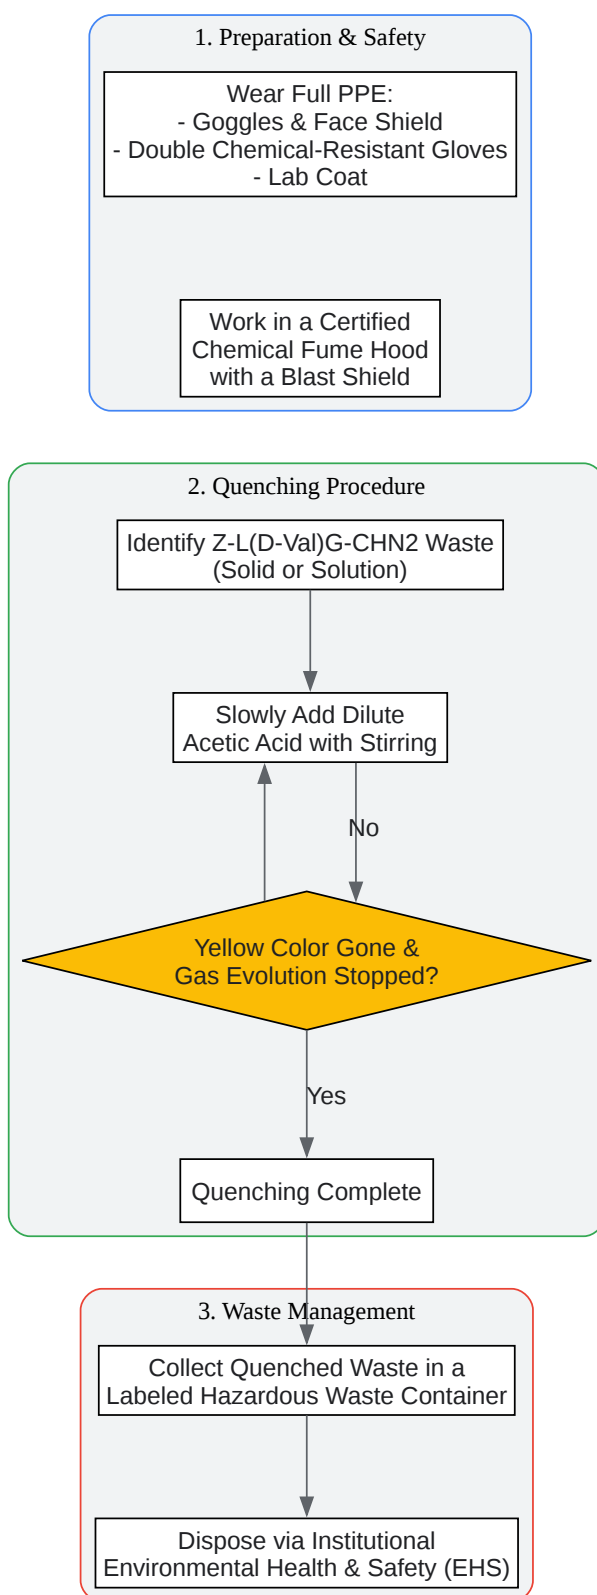 1. Preparation & Safety
Wear Full PPE:
- Goggles & Face Shield
- Double Chemical-Resistant Gloves
- Lab Coat
Work in a Certified
Chemical Fume Hood
with a Blast Shield
2. Quenching Procedure
Identify Z-L(D-Val)G-CHN2 Waste
(Solid or Solution)
Slowly Add Dilute
Acetic Acid with Stirring
No
Yellow Color Gone &
Gas Evolution Stopped?
Yes
Quenching Complete
3. Waste Management
Collect Quenched Waste in a
Labeled Hazardous Waste Container
Dispose via Institutional
Environmental Health & Safety (EHS)